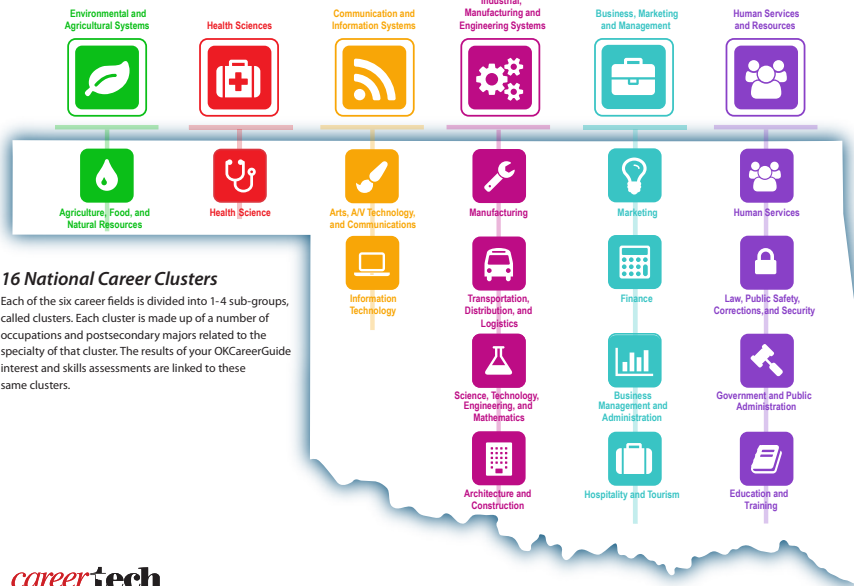 Environmental and
Agricultural Systems
Health Sciences
Communication and
Information Systems
Industrial,
Manufacturing and
Engineering Systems
Business, Marketing
and Management
Human Services
and Resources
Agriculture, Food, and
Natural Resources
Health Science
Arts, A/V Technology,
and Communications
Manufacturing
Marketing
Human Services
Information
Technology
Transportation,
Distribution, and
Logistics
Finance
Law, Public Safety,
Corrections,and Security
16 National Career Clusters
Each of the six career fields is divided into 1-4 sub-groups,
called clusters. Each cluster is made up of a number of
occupations and postsecondary majors related to the
specialty of that cluster. The results of your OKCareerGuide
interest and skills assessments are linked to these
same clusters.
Science, Technology,
Engineering, and
Mathematics
Business
Management and
Administration
Government and Public
Administration
Architecture and
Construction
Hospitality and Tourism
Education and
Training
careertech